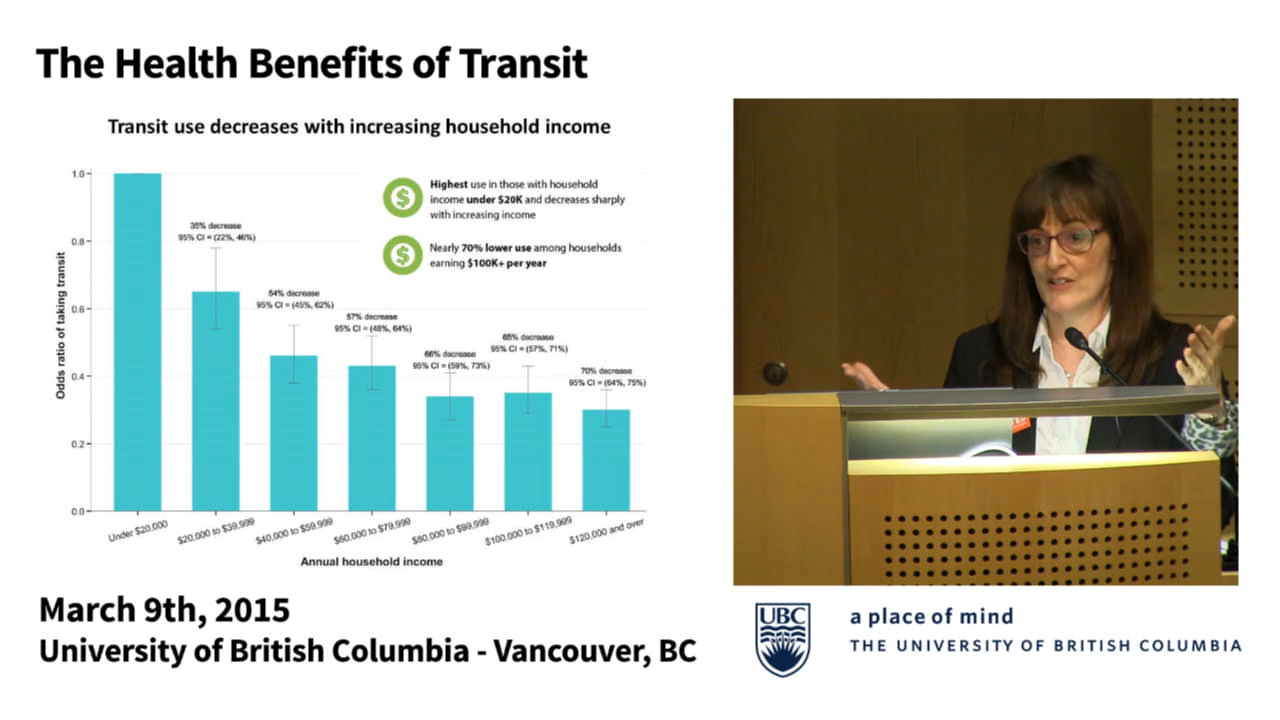 The Health Benefits of Transit
Transit use decreases with increasing household income
Highest use in those with household
income under $20K and decreases sharply
with increasing income
Nearly 70% lower use among households
earning $100K+ per year
35% decrease
95% CI = (22%, 46%)
54% decrease
95% CI = (45%, 62%)
57% decrease
95% CI = (48%, 64%)
66% decrease
95% CI = (59%, 73%)
65% decrease
95% CI = (57%, 71%)
70% decrease
95% CI = (64%, 75%)
Odds ratio of taking transit
1.0
0.8
0.6
0.4
0.2
0.0
Under $20,000
$20,000 to $39,999
$40,000 to $59,999
$60,000 to $79,999
$80,000 to $99,999
$100,000 to $119,999
$120,000 and over
Annual household income
March 9th, 2015
University of British Columbia - Vancouver, BC
UBC
a place of mind
THE UNIVERSITY OF BRITISH COLUMBIA